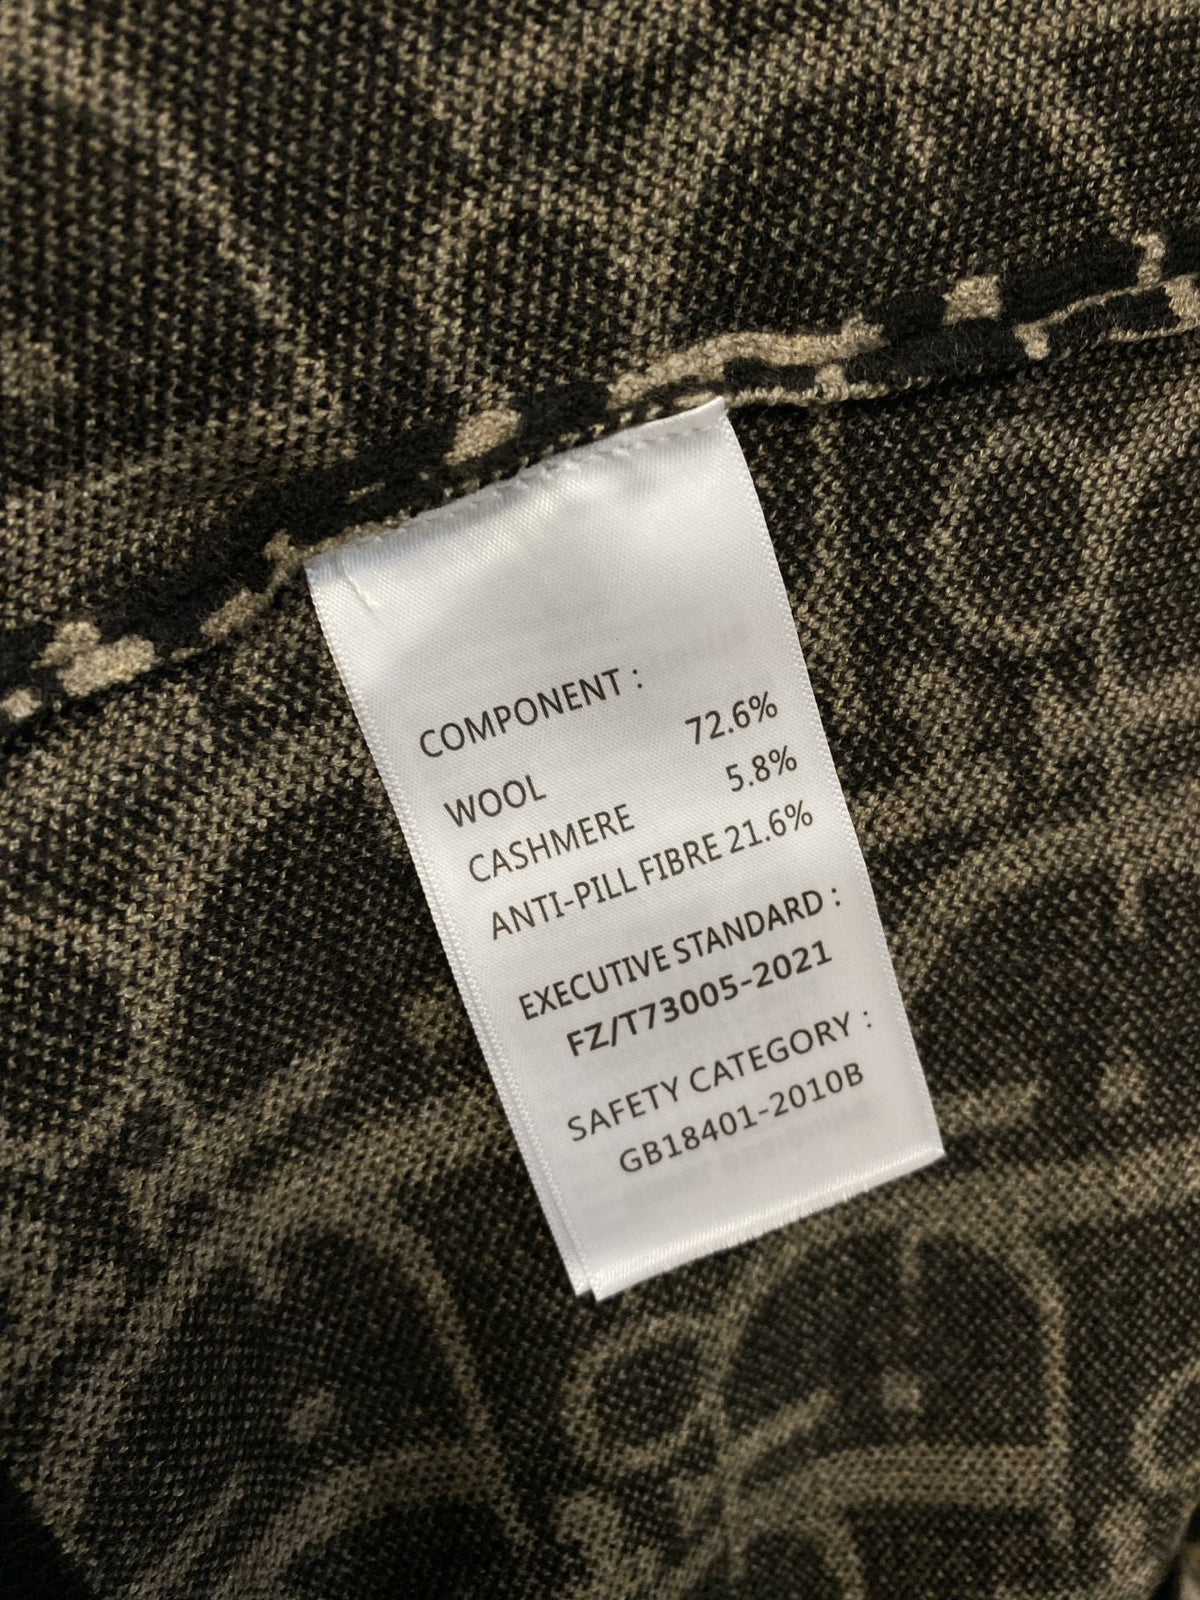 COMPONENT :
WOOL 72.6%
CASHMERE 5.8%
ANTI-PILL FIBRE 21.6%
EXECUTIVE STANDARD :
FZ/T73005-2021
SAFETY CATEGORY :
GB18401-2010B